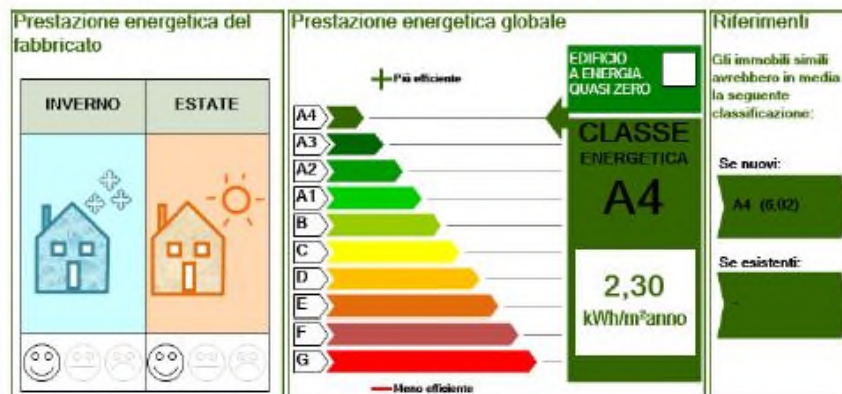 Prestazione energetica del
fabbricato
INVERNO
ESTATE
Prestazione energetica globale
Più efficiente
A4
A3
A2
A1
B
C
D
E
F
G
Meno efficiente
EDIFICIO
A ENERGIA
QUASI ZERO
CLASSE
ENERGETICA
A4
2,30
kWh/m²anno
Riferimenti
Gli immobili simili
avrebbero in media
la seguente
classificazione:
Se nuovi:
A4 (6,02)
Se esistenti:
-